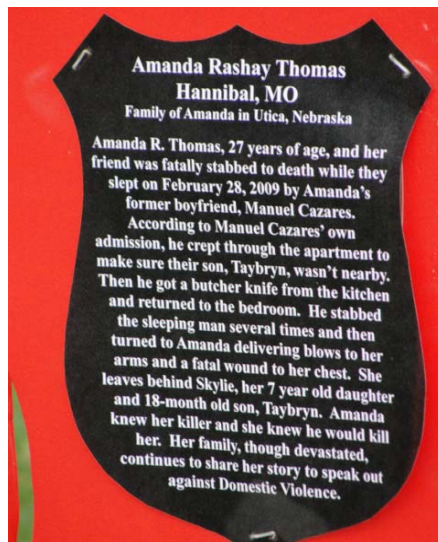 Amanda Rashay Thomas
Hannibal, MO
Family of Amanda in Utica, Nebraska
Amanda R. Thomas, 27 years of age, and her
friend was fatally stabbed to death while they
slept on February 28, 2009 by Amanda's
former boyfriend, Manuel Cazares.
According to Manuel Cazares' own
admission, he crept through the apartment to
make sure their son, Taybryn, wasn't nearby.
Then he got a butcher knife from the kitchen
and returned to the bedroom. He stabbed
the sleeping man several times and then
turned to Amanda delivering blows to her
arms and a fatal wound to her chest. She
leaves behind Skylie, her 7 year old daughter
and 18-month old son, Taybryn. Amanda
knew her killer and she knew he would kill
her. Her family, though devastated,
continues to share her story to speak out
against Domestic Violence.